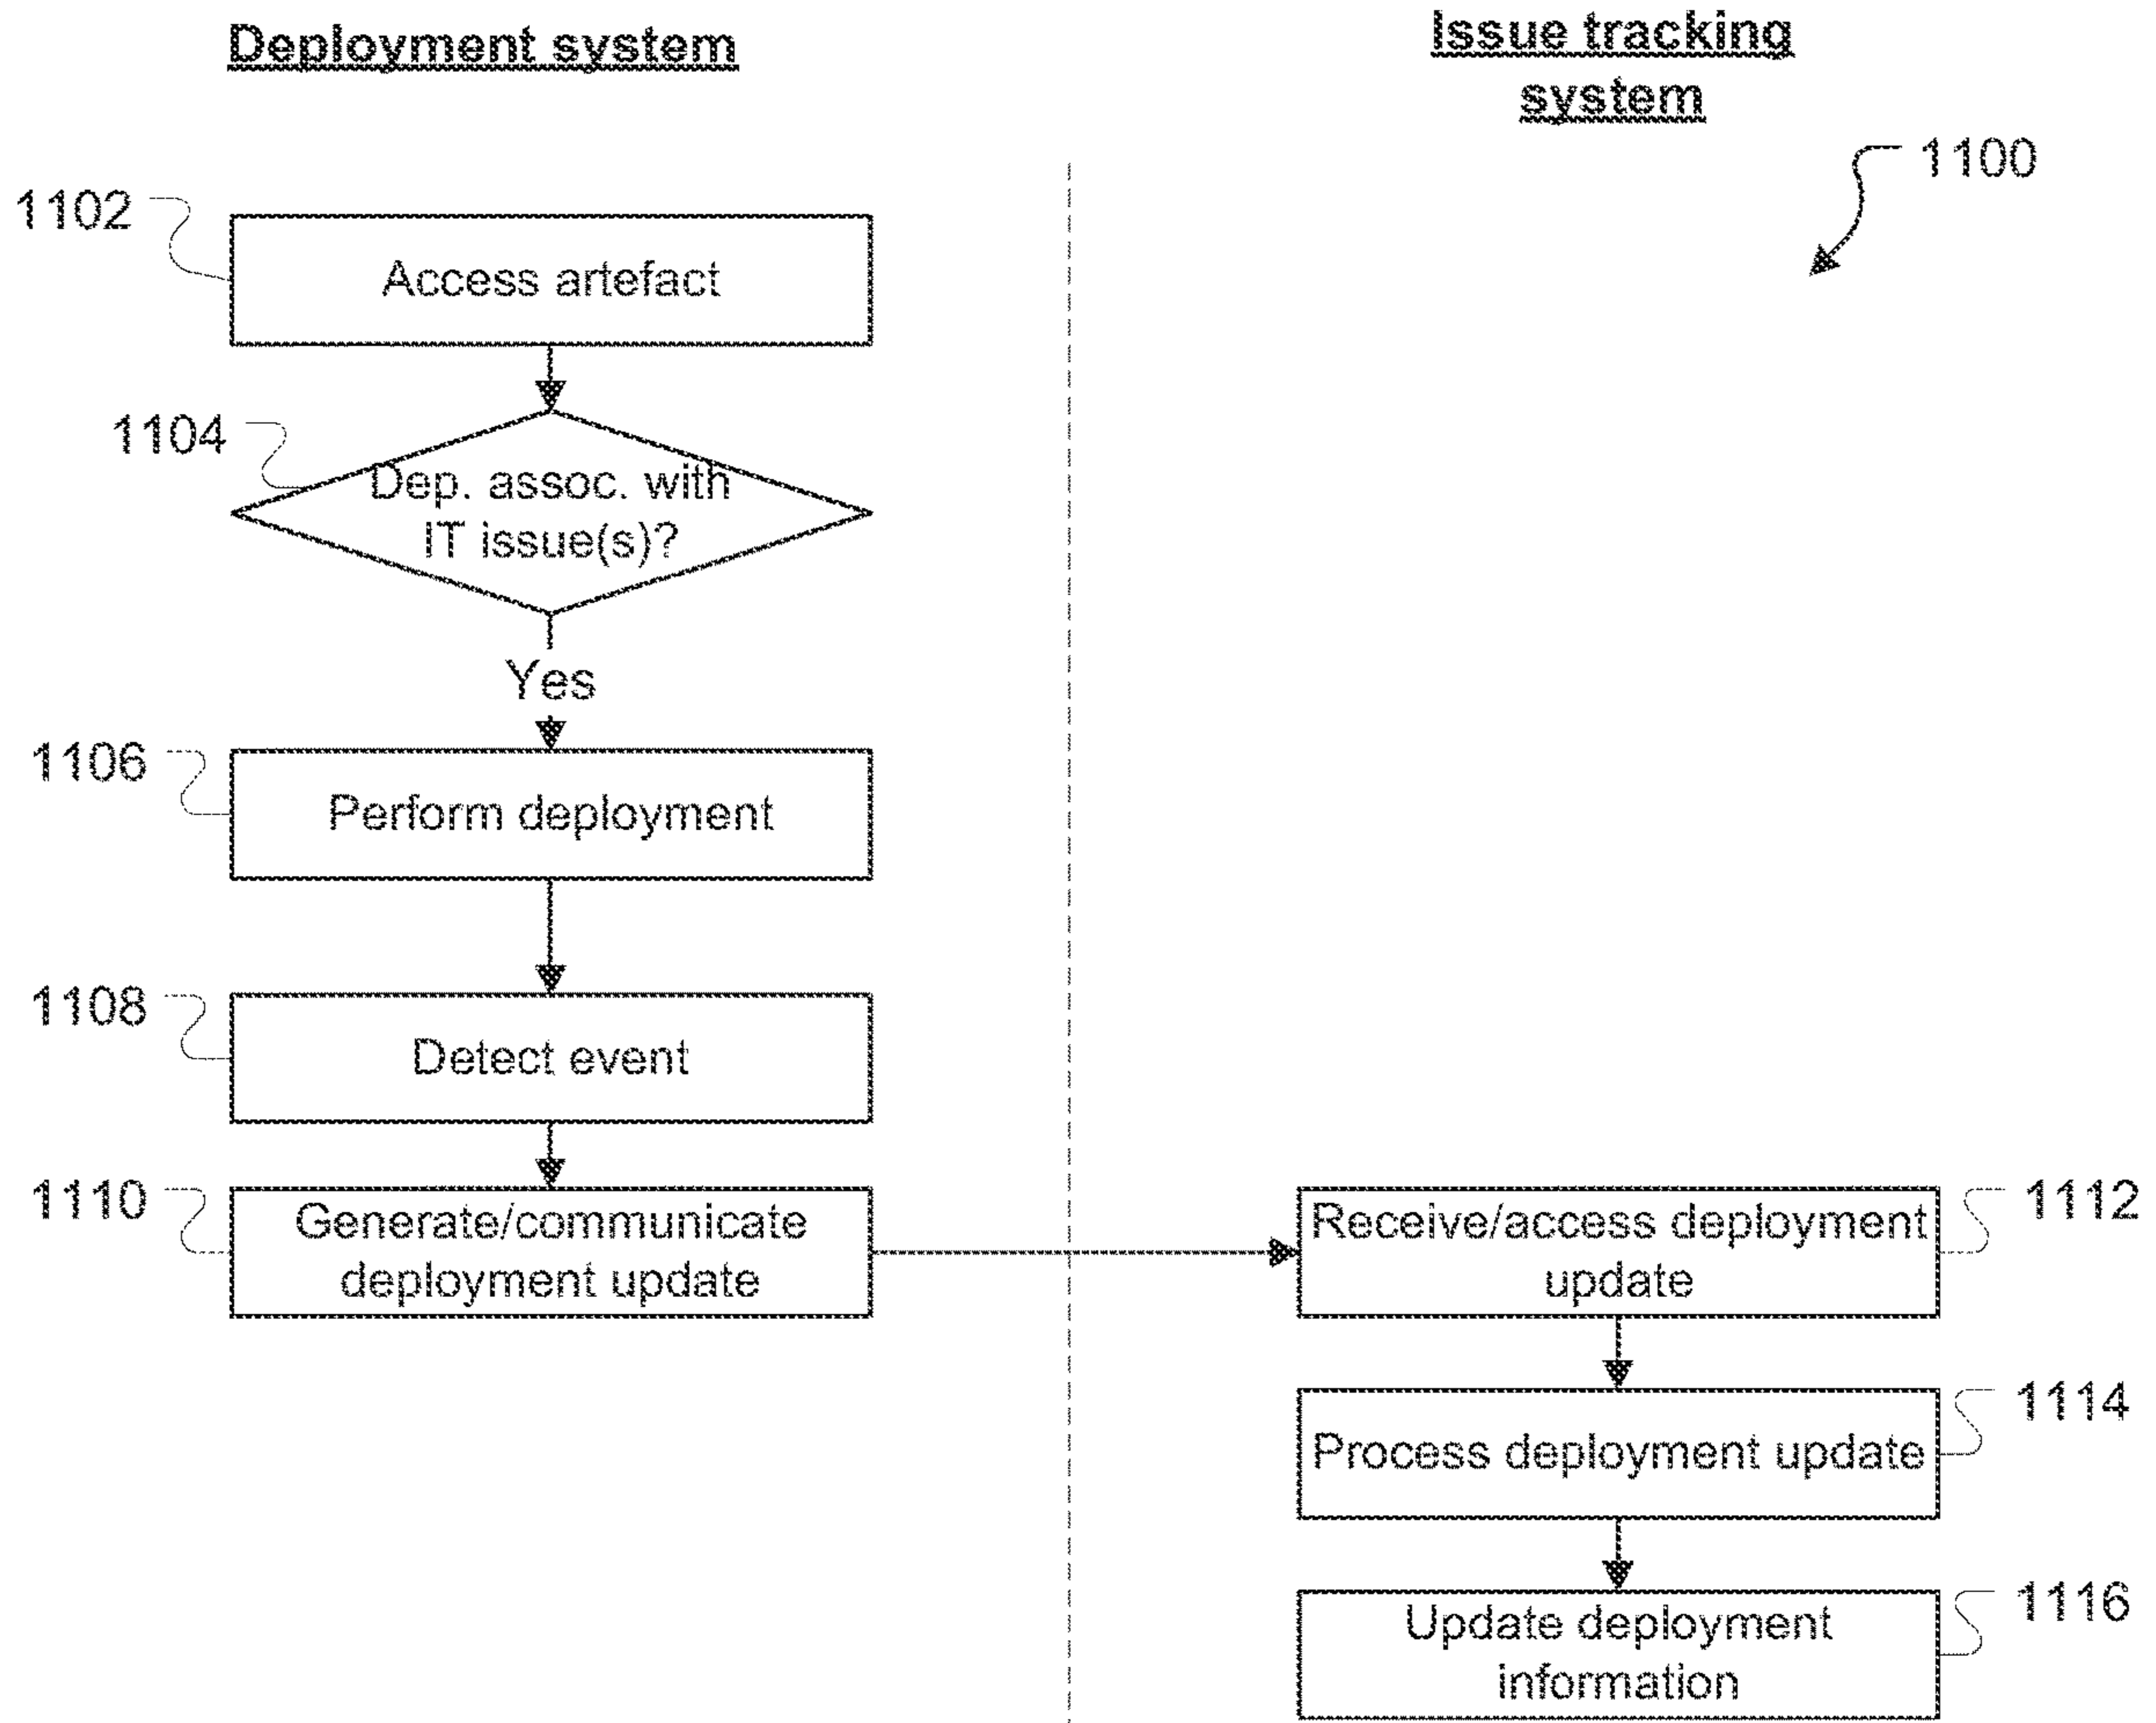 Deployment system
Issue tracking
system
1100
1102
Access artefact
1104
Dep. assoc. with
IT issue(s)?
Yes
1106
Perform deployment
1108
Detect event
1110
Generate/communicate
deployment update
Receive/access deployment
update
1112
Process deployment update
1114
Update deployment
information
1116